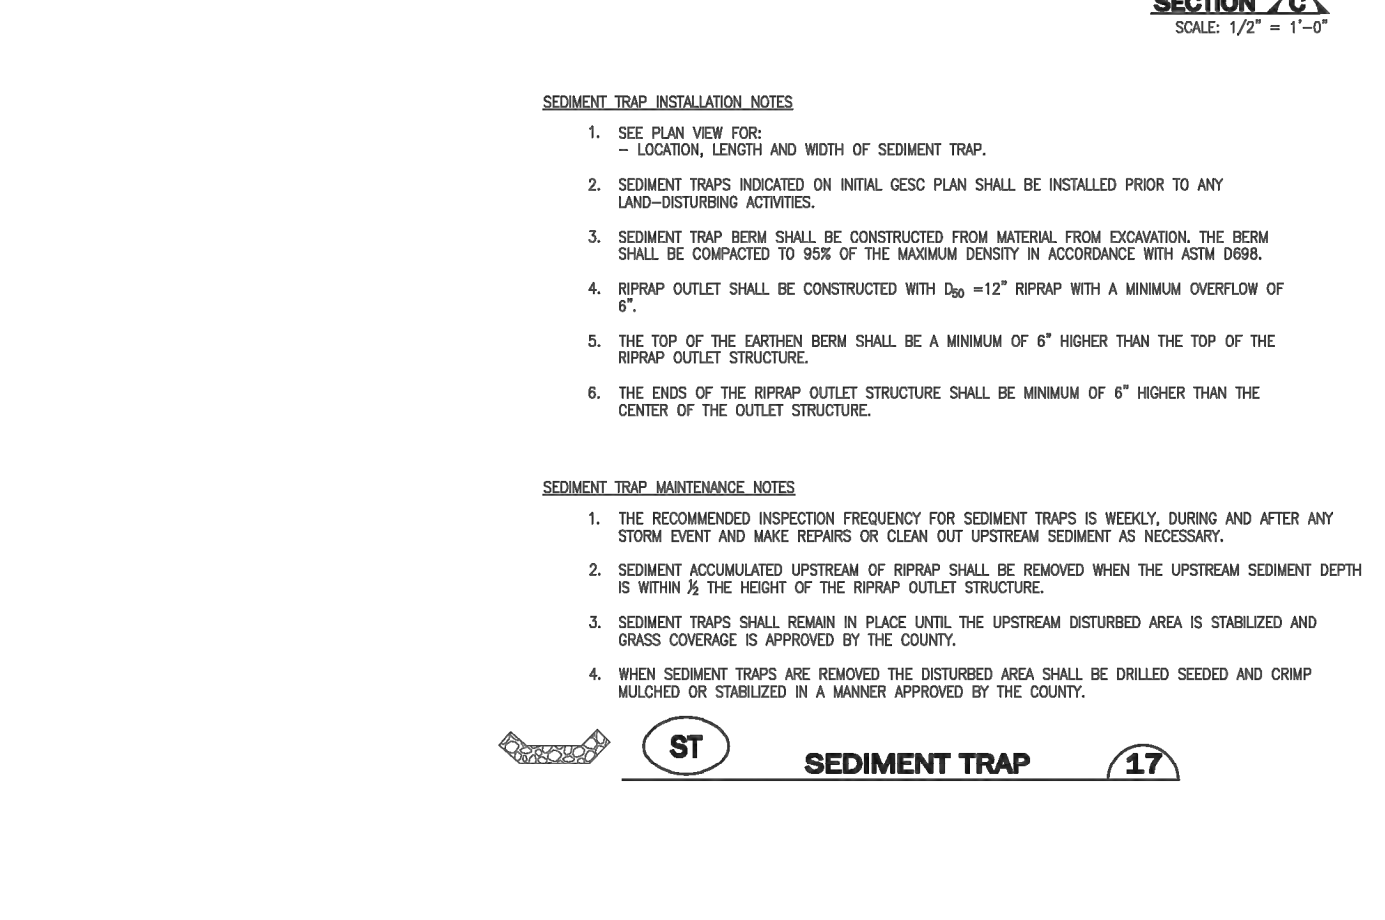 SECTION C
SCALE: 1/2" = 1'-0"
SEDIMENT TRAP INSTALLATION NOTES
1. SEE PLAN VIEW FOR:
– LOCATION, LENGTH AND WIDTH OF SEDIMENT TRAP.
2. SEDIMENT TRAPS INDICATED ON INITIAL GESC PLAN SHALL BE INSTALLED PRIOR TO ANY
LAND–DISTURBING ACTIVITIES.
3. SEDIMENT TRAP BERM SHALL BE CONSTRUCTED FROM MATERIAL FROM EXCAVATION. THE BERM
SHALL BE COMPACTED TO 95% OF THE MAXIMUM DENSITY IN ACCORDANCE WITH ASTM D698.
4. RIPRAP OUTLET SHALL BE CONSTRUCTED WITH D50 =12" RIPRAP WITH A MINIMUM OVERFLOW OF
6".
5. THE TOP OF THE EARTHEN BERM SHALL BE A MINIMUM OF 6" HIGHER THAN THE TOP OF THE
RIPRAP OUTLET STRUCTURE.
6. THE ENDS OF THE RIPRAP OUTLET STRUCTURE SHALL BE MINIMUM OF 6" HIGHER THAN THE
CENTER OF THE OUTLET STRUCTURE.
SEDIMENT TRAP MAINTENANCE NOTES
1. THE RECOMMENDED INSPECTION FREQUENCY FOR SEDIMENT TRAPS IS WEEKLY, DURING AND AFTER ANY
STORM EVENT AND MAKE REPAIRS OR CLEAN OUT UPSTREAM SEDIMENT AS NECESSARY.
2. SEDIMENT ACCUMULATED UPSTREAM OF RIPRAP SHALL BE REMOVED WHEN THE UPSTREAM SEDIMENT DEPTH
IS WITHIN ½ THE HEIGHT OF THE RIPRAP OUTLET STRUCTURE.
3. SEDIMENT TRAPS SHALL REMAIN IN PLACE UNTIL THE UPSTREAM DISTURBED AREA IS STABILIZED AND
GRASS COVERAGE IS APPROVED BY THE COUNTY.
4. WHEN SEDIMENT TRAPS ARE REMOVED THE DISTURBED AREA SHALL BE DRILLED SEEDED AND CRIMP
MULCHED OR STABILIZED IN A MANNER APPROVED BY THE COUNTY.
ST SEDIMENT TRAP 17